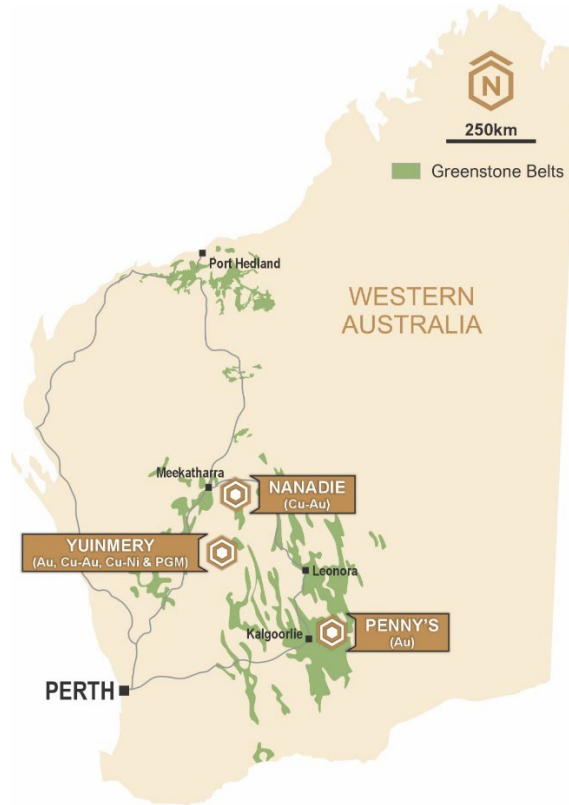 N
250km
Greenstone Belts
Port Hedland
WESTERN
AUSTRALIA
Meekatharra
NANADIE
(Cu-Au)
YUINMERY
(Au, Cu-Au, Cu-Ni & PGM)
Leonora
Kalgoorlie
PENNY'S
(Au)
PERTH